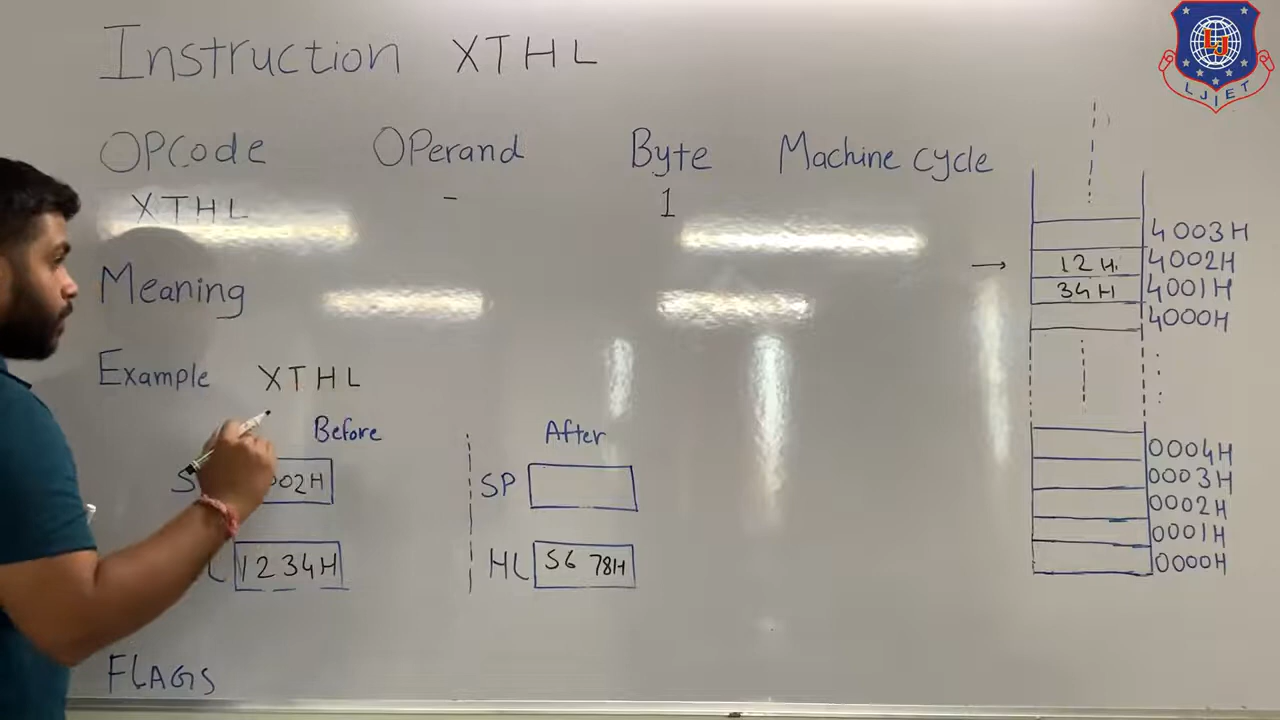 Instruction XTHL
LJIET
OPCode OPerand Byte Machine cycle
XTHL - 1
4003H
→ 12H 4002H
34H 4001H
4000H
Meaning
Example XTHL
Before After
SP
HL 5678H
1234H
0004H
0003H
0002H
0001H
0000H
FLAGS